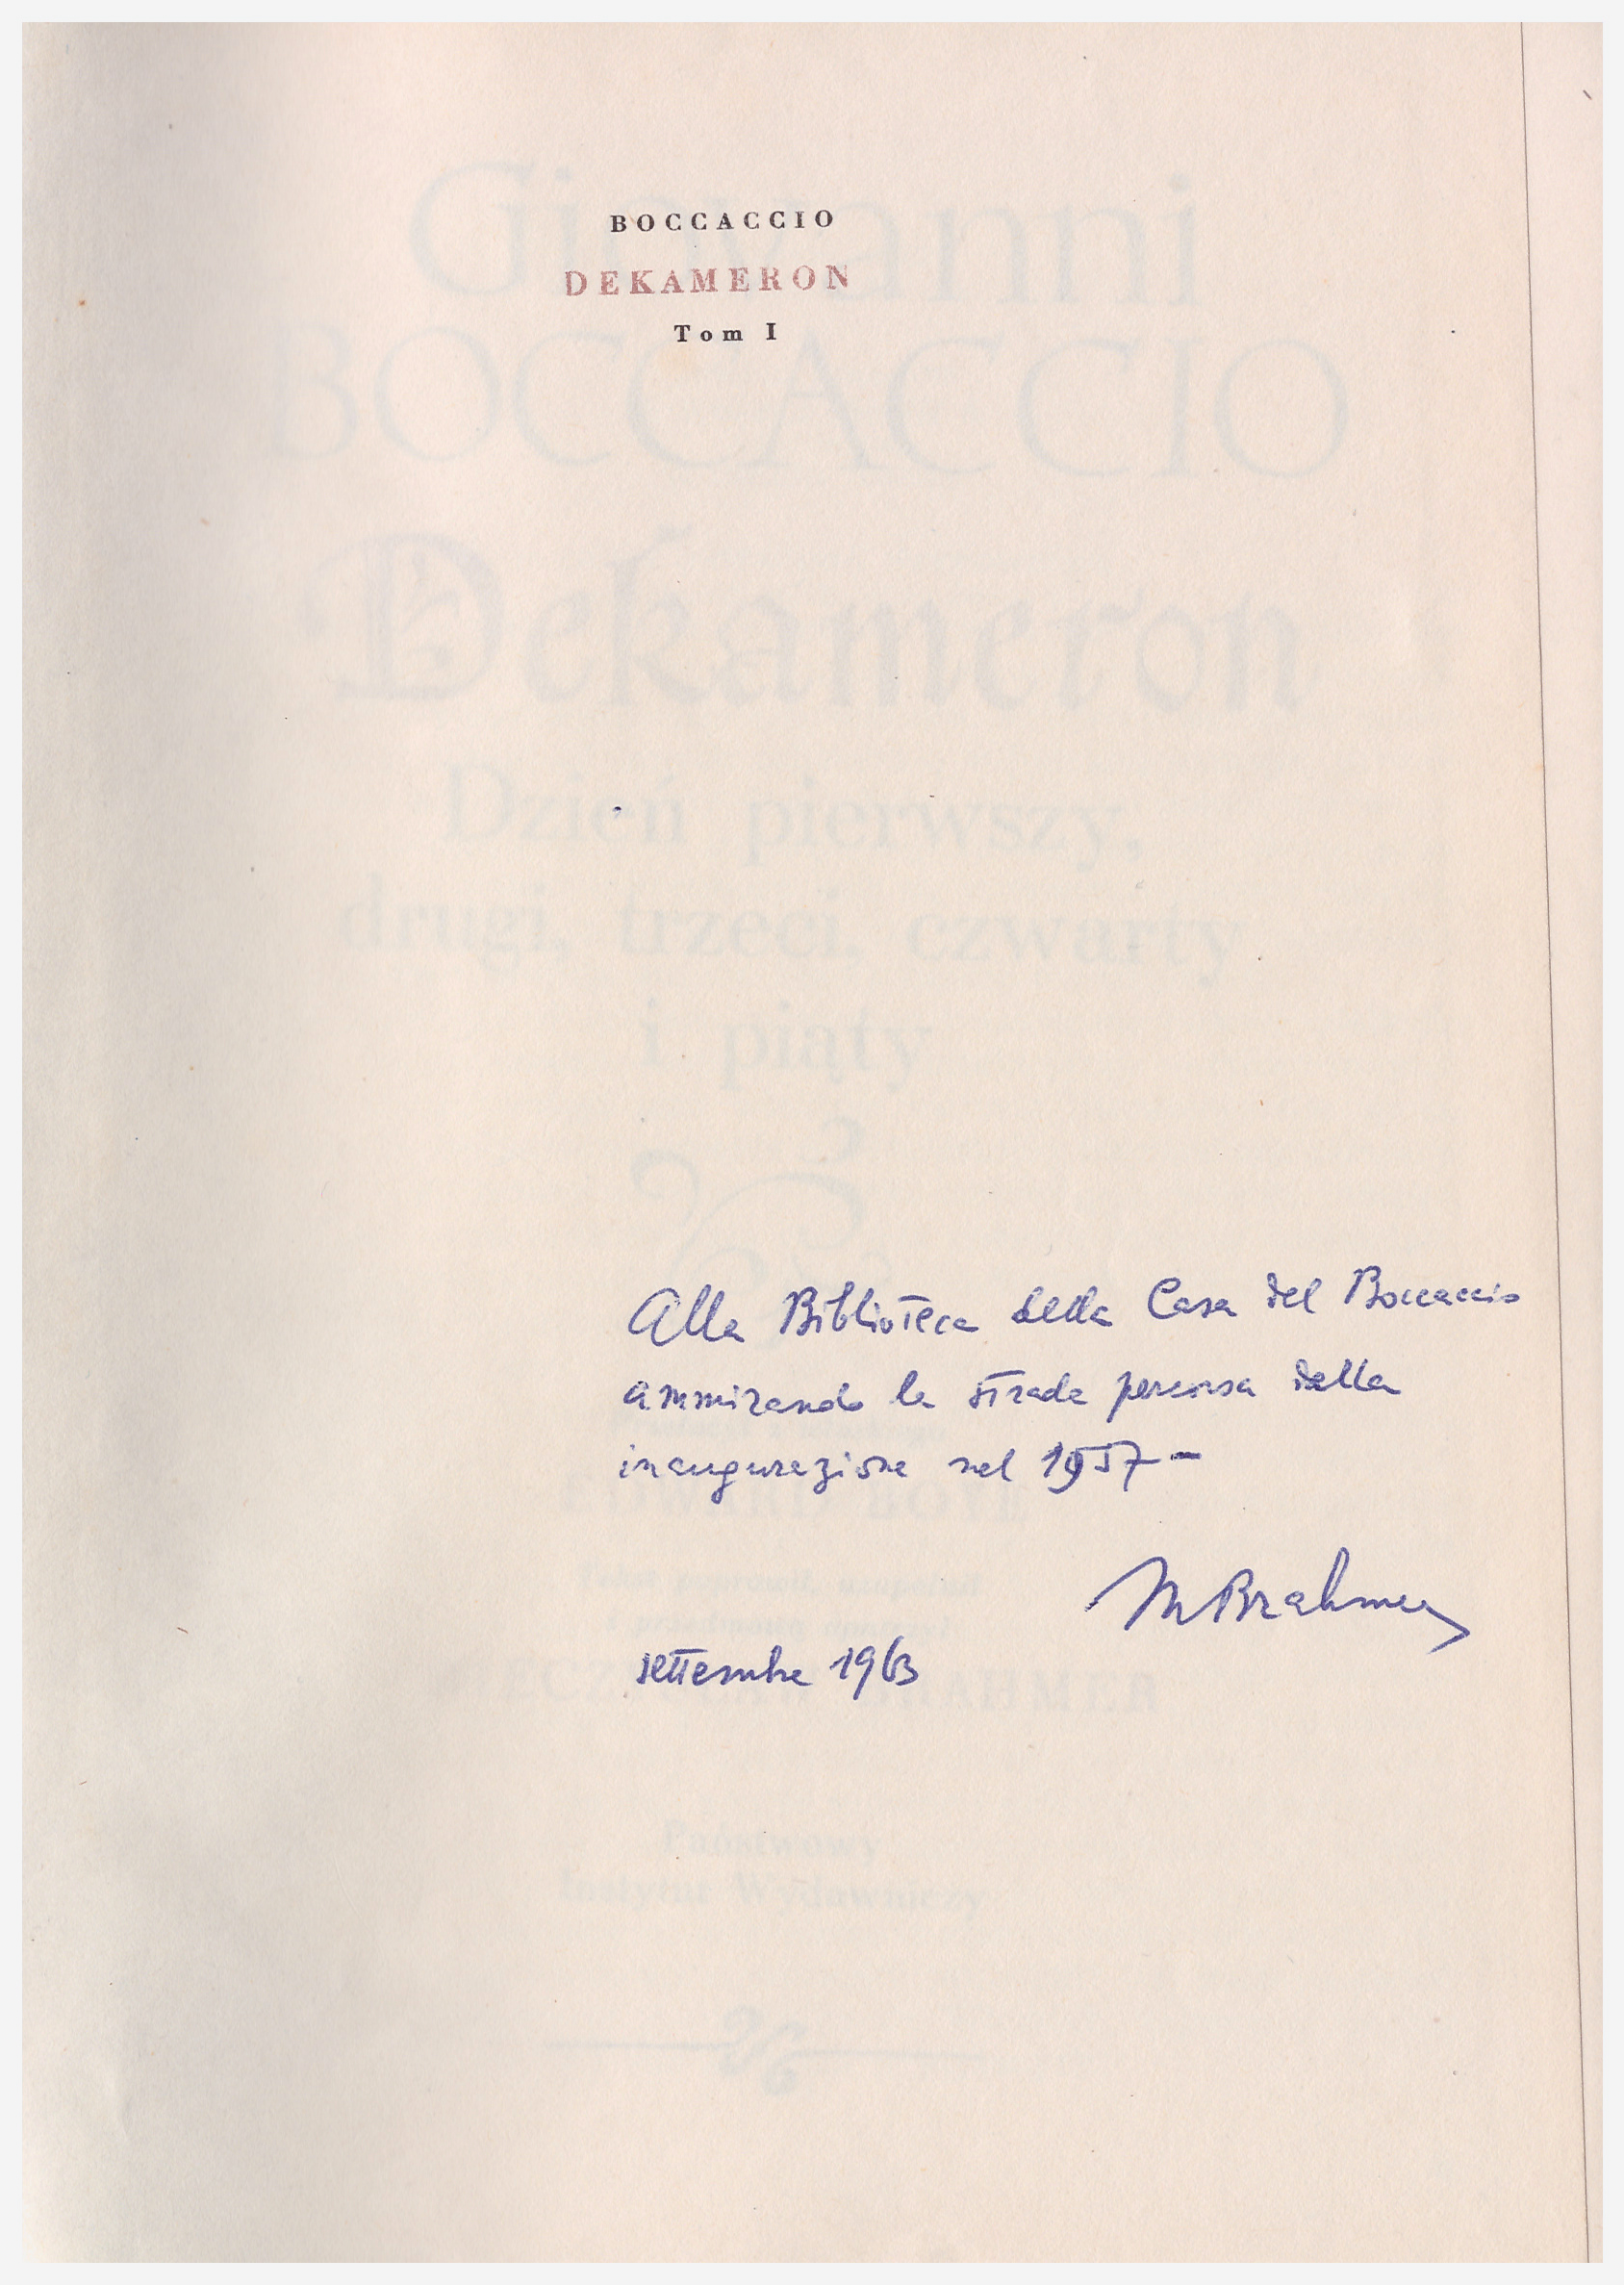 BOCCACCIO
DEKAMERON
Tom I
Giovanni
BOCCACCIO
Dekameron
Dzień pierwszy,
drugi, trzeci, czwarty
i piąty
Alla Biblioteca della Casa del Boccaccio
ammirando la strada percorsa dalla
inaugurazione nel 1957 -
MBrahmer
settembre 1963
BRAHMER
Państwowy
Instytut Wydawniczy